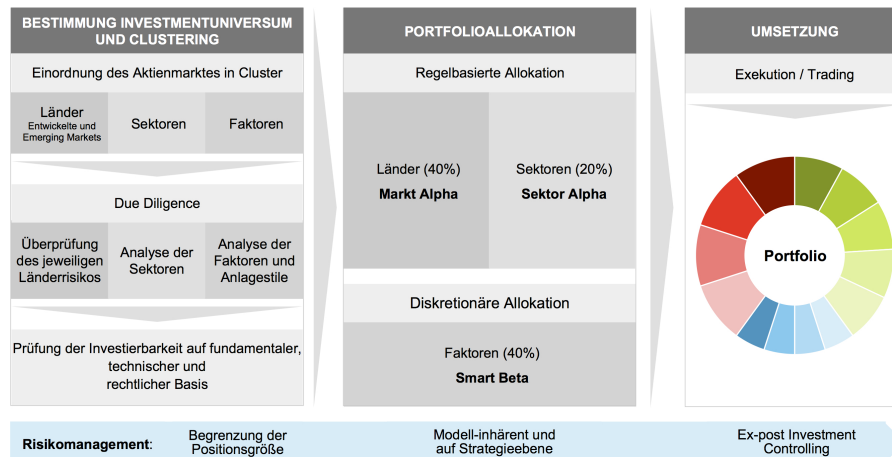 BESTIMMUNG INVESTMENTUNIVERSUM
UND CLUSTERING
Einordnung des Aktienmarktes in Cluster
Länder
Entwickelte und
Emerging Markets
Sektoren
Faktoren
Due Diligence
Überprüfung
des jeweiligen
Länderrisikos
Analyse der
Sektoren
Analyse der
Faktoren und
Anlagestile
Prüfung der Investierbarkeit auf fundamentaler,
technischer und
rechtlicher Basis
PORTFOLIOALLOKATION
Regelbasierte Allokation
Länder (40%)
Markt Alpha
Sektoren (20%)
Sektor Alpha
Diskretionäre Allokation
Faktoren (40%)
Smart Beta
UMSETZUNG
Exekution / Trading
Portfolio
Risikomanagement:
Begrenzung der
Positionsgröße
Modell-inhärent und
auf Strategieebene
Ex-post Investment
Controlling